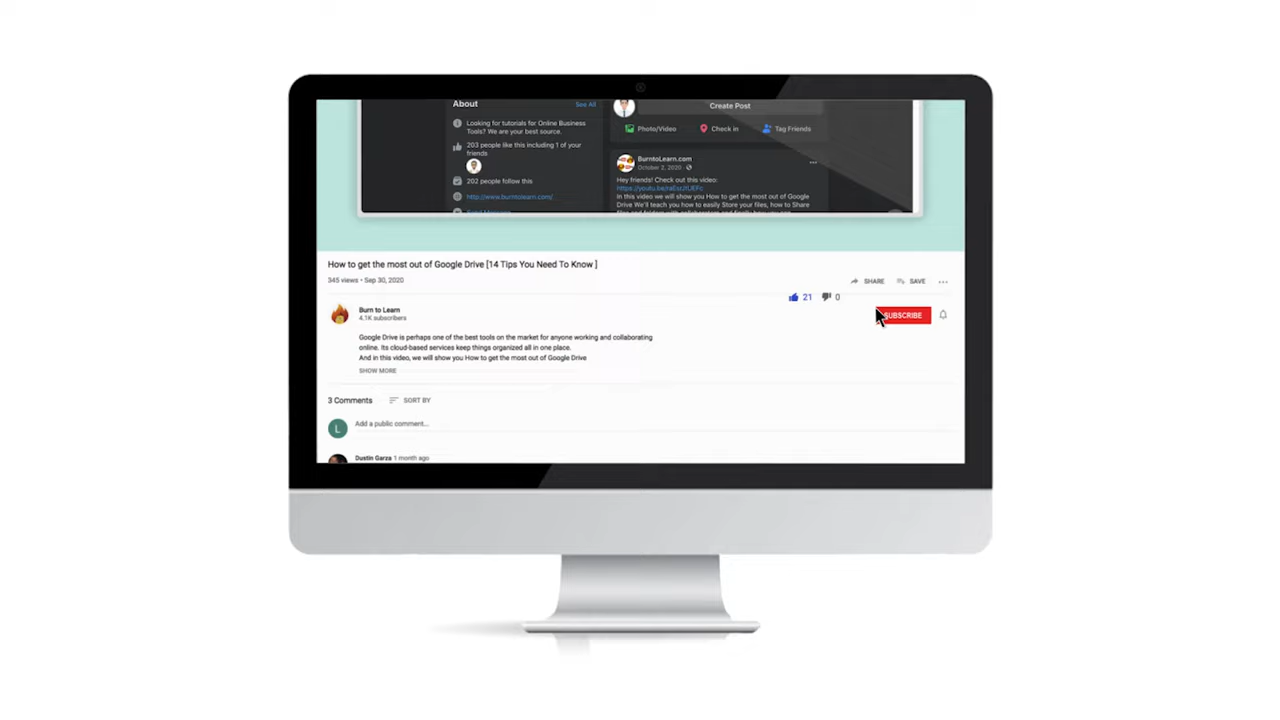 About
See All
Create Post
Looking for tutorials for Online Business
Tools? We are your best source.
Photo/Video
Check in
Tag Friends
203 people like this including 1 of your
friends
BurntoLearn.com
October 2, 2020
202 people follow this
Hey friends! Check out this video:
http://www.burntolearn.com/
In this video we will show you How to get the most out of Google
Drive We'll teach you how to easily Store your files, how to Share
How to get the most out of Google Drive [14 Tips You Need To Know ]
345 views • Sep 30, 2020
SHARE
SAVE
21
0
Burn to Learn
4.1K subscribers
SUBSCRIBE
Google Drive is perhaps one of the best tools on the market for anyone working and collaborating
online. Its cloud-based services keep things organized all in one place.
And in this video, we will show you How to get the most out of Google Drive
SHOW MORE
3 Comments
SORT BY
L
Add a public comment...
Dustin Garza 1 month ago